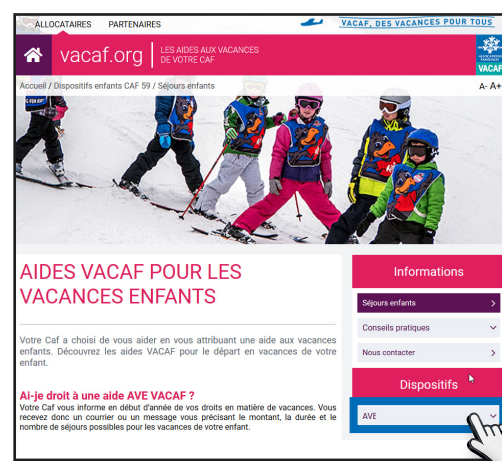 ALLOCATAIRES PARTENAIRES
VACAF, DES VACANCES POUR TOUS
vacaf.org
LES AIDES AUX VACANCES
DE VOTRE CAF
ALLOCATIONS
FAMILIALES
VACAF
Accueil / Dispositifs enfants CAF 59 / Séjours enfants
A- A+
AIDES VACAF POUR LES
VACANCES ENFANTS
Votre Caf a choisi de vous aider en vous attribuant une aide aux vacances
enfants. Découvrez les aides VACAF pour le départ en vacances de votre
enfant.
Ai-je droit à une aide AVE VACAF ?
Votre Caf vous informe en début d'année de vos droits en matière de vacances. Vous
recevez donc un courrier ou un message vous précisant le montant, la durée et le
nombre de séjours possibles pour les vacances de votre enfant.
Informations
Séjours enfants
Conseils pratiques
Nous contacter
Dispositifs
AVE